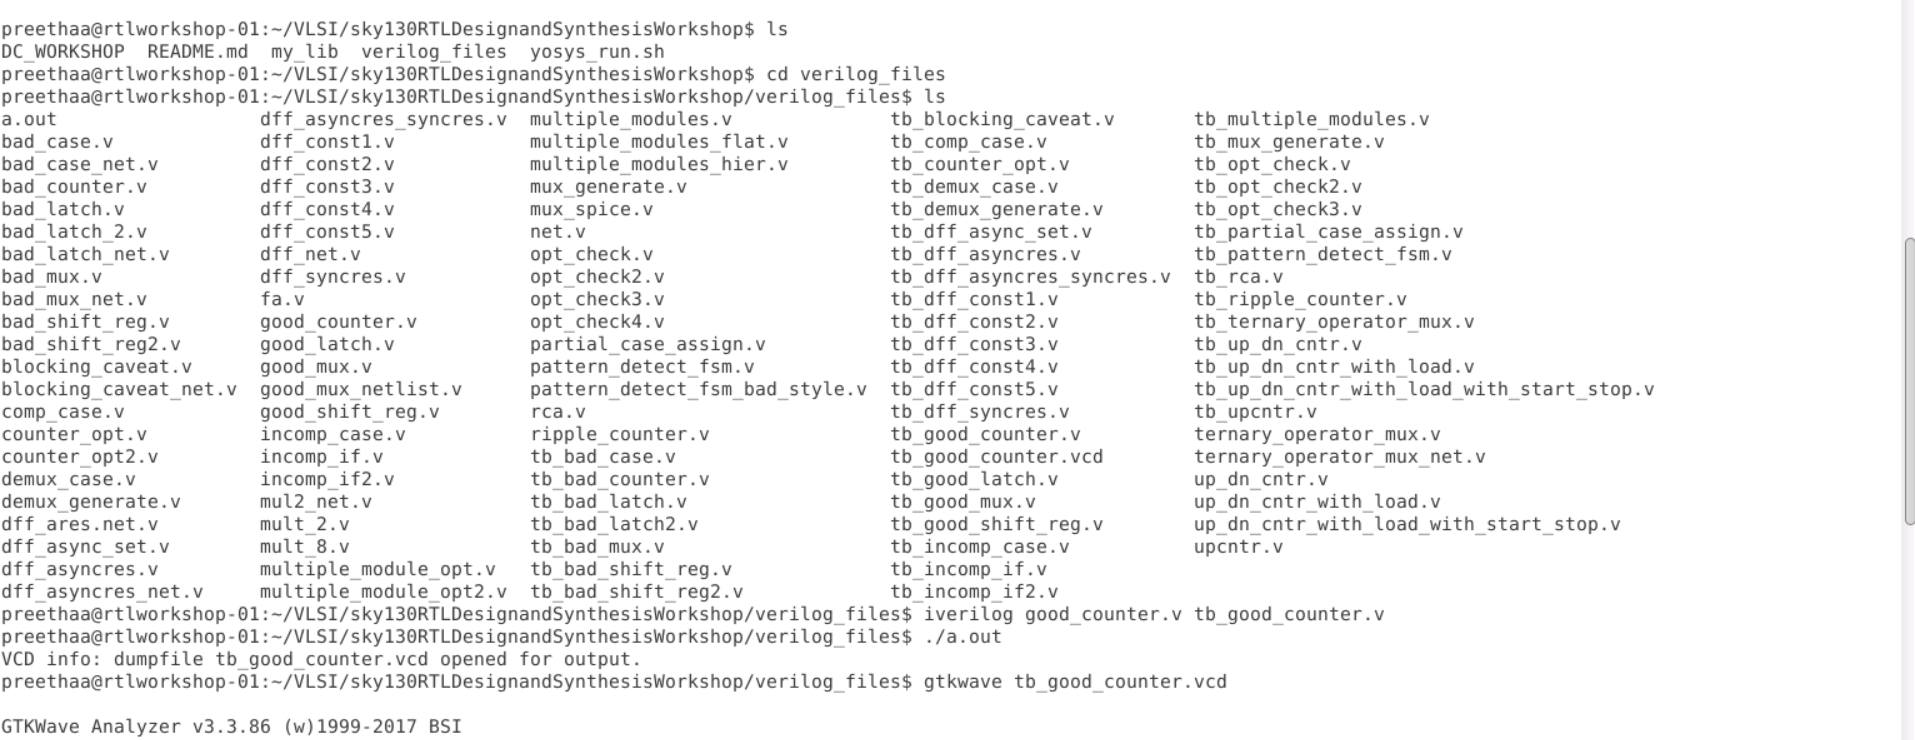 preethaa@rtlworkshop-01:~/VLSI/sky130RTLDesignandSynthesisWorkshop$ ls
DC_WORKSHOP  README.md  my_lib  verilog_files  yosys_run.sh
preethaa@rtlworkshop-01:~/VLSI/sky130RTLDesignandSynthesisWorkshop$ cd verilog_files
preethaa@rtlworkshop-01:~/VLSI/sky130RTLDesignandSynthesisWorkshop/verilog_files$ ls
a.out                  dff_asyncres_syncres.v  multiple_modules.v              tb_blocking_caveat.v       tb_multiple_modules.v
bad_case.v             dff_const1.v            multiple_modules_flat.v         tb_comp_case.v             tb_mux_generate.v
bad_case_net.v         dff_const2.v            multiple_modules_hier.v         tb_counter_opt.v           tb_opt_check.v
bad_counter.v          dff_const3.v            mux_generate.v                  tb_demux_case.v            tb_opt_check2.v
bad_latch.v            dff_const4.v            mux_spice.v                     tb_demux_generate.v        tb_opt_check3.v
bad_latch_2.v          dff_const5.v            net.v                           tb_dff_async_set.v         tb_partial_case_assign.v
bad_latch_net.v        dff_net.v               opt_check.v                     tb_dff_asyncres.v          tb_pattern_detect_fsm.v
bad_mux.v              dff_syncres.v           opt_check2.v                    tb_dff_asyncres_syncres.v  tb_rca.v
bad_mux_net.v          fa.v                    opt_check3.v                    tb_dff_const1.v            tb_ripple_counter.v
bad_shift_reg.v        good_counter.v          opt_check4.v                    tb_dff_const2.v            tb_ternary_operator_mux.v
bad_shift_reg2.v       good_latch.v            partial_case_assign.v           tb_dff_const3.v            tb_up_dn_cntr.v
blocking_caveat.v      good_mux.v              pattern_detect_fsm.v            tb_dff_const4.v            tb_up_dn_cntr_with_load.v
blocking_caveat_net.v  good_mux_netlist.v      pattern_detect_fsm_bad_style.v  tb_dff_const5.v            tb_up_dn_cntr_with_load_with_start_stop.v
comp_case.v            good_shift_reg.v        rca.v                           tb_dff_syncres.v           tb_upcntr.v
counter_opt.v          incomp_case.v           ripple_counter.v                tb_good_counter.v          ternary_operator_mux.v
counter_opt2.v         incomp_if.v             tb_bad_case.v                   tb_good_counter.vcd        ternary_operator_mux_net.v
demux_case.v           incomp_if2.v            tb_bad_counter.v                tb_good_latch.v            up_dn_cntr.v
demux_generate.v       mul2_net.v              tb_bad_latch.v                  tb_good_mux.v              up_dn_cntr_with_load.v
dff_ares.net.v         mult_2.v                tb_bad_latch2.v                 tb_good_shift_reg.v        up_dn_cntr_with_load_with_start_stop.v
dff_async_set.v        mult_8.v                tb_bad_mux.v                    tb_incomp_case.v           upcntr.v
dff_asyncres.v         multiple_module_opt.v   tb_bad_shift_reg.v              tb_incomp_if.v
dff_asyncres_net.v     multiple_module_opt2.v  tb_bad_shift_reg2.v             tb_incomp_if2.v
preethaa@rtlworkshop-01:~/VLSI/sky130RTLDesignandSynthesisWorkshop/verilog_files$ iverilog good_counter.v tb_good_counter.v
preethaa@rtlworkshop-01:~/VLSI/sky130RTLDesignandSynthesisWorkshop/verilog_files$ ./a.out
VCD info: dumpfile tb_good_counter.vcd opened for output.
preethaa@rtlworkshop-01:~/VLSI/sky130RTLDesignandSynthesisWorkshop/verilog_files$ gtkwave tb_good_counter.vcd
GTKWave Analyzer v3.3.86 (w)1999-2017 BSI